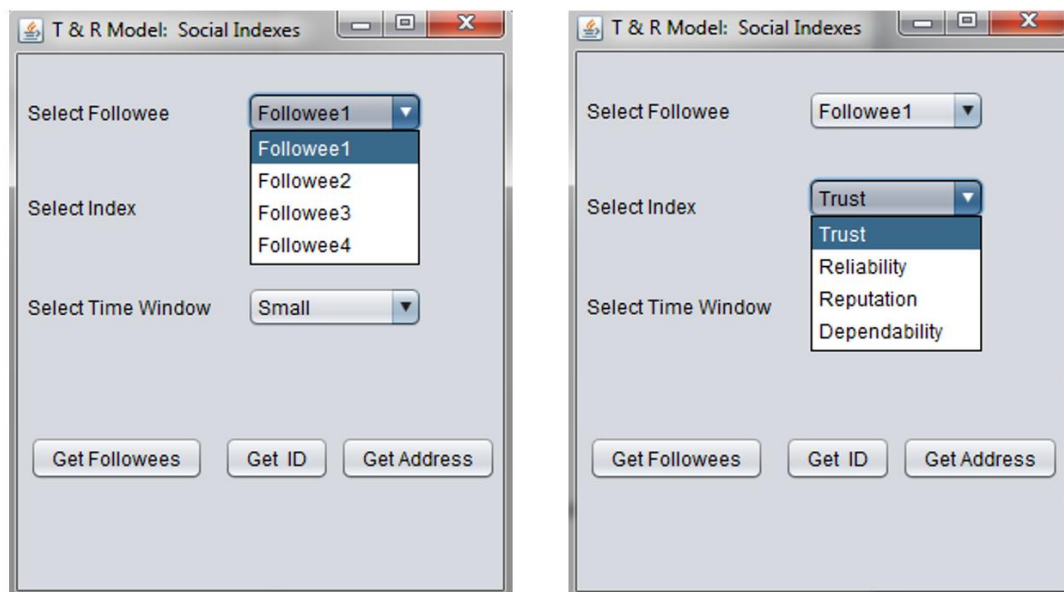 T & R Model: Social Indexes
Select Followee
Followee1
Followee1
Followee2
Followee3
Followee4
Select Index
Select Time Window
Small
Get Followees
Get ID
Get Address
T & R Model: Social Indexes
Select Followee
Followee1
Select Index
Trust
Trust
Reliability
Reputation
Dependability
Select Time Window
Get Followees
Get ID
Get Address